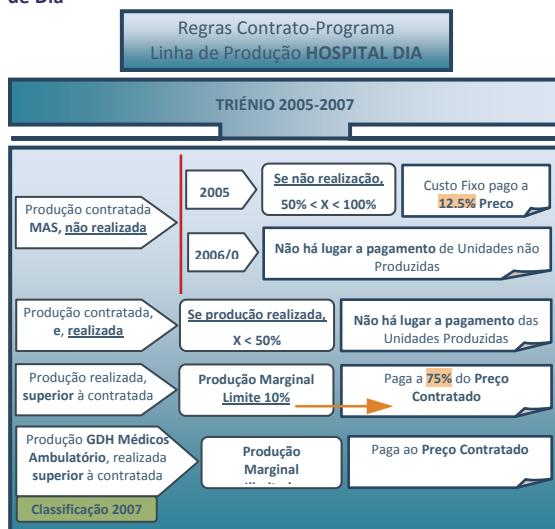 de Dia
Regras Contrato-Programa
Linha de Produção HOSPITAL DIA
TRIÉNIO 2005-2007
Produção contratada
MAS, não realizada
2005
Se não realização,
50% < X < 100%
Custo Fixo pago a
12.5% Preco
2006/0
Não há lugar a pagamento de Unidades não
Produzidas
Produção contratada,
e, realizada
Se produção realizada,
X < 50%
Não há lugar a pagamento das
Unidades Produzidas
Produção realizada,
superior à contratada
Produção Marginal
Limite 10%
Paga a 75% do Preço
Contratado
Produção GDH Médicos
Ambulatório, realizada
superior à contratada
Produção
Marginal
Paga ao Preço Contratado
Classificação 2007